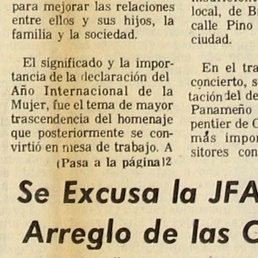 para mejorar las relaciones
entre ellos y sus hijos, la
familia y la sociedad.
El significado y la impor-
tancia de la declaración del
Año Internacional de la
Mujer, fue el tema de mayor
trascendencia del homenaje
que posteriormente se con-
virtió en mesa de trabajo. A
(Pasa a la página)2
local, de B
calle Pino
ciudad.
En el tra
concierto, s
tación del de
Panameño
pentier de C
más impor
sitores con
Se Excusa la JFA
Arreglo de las